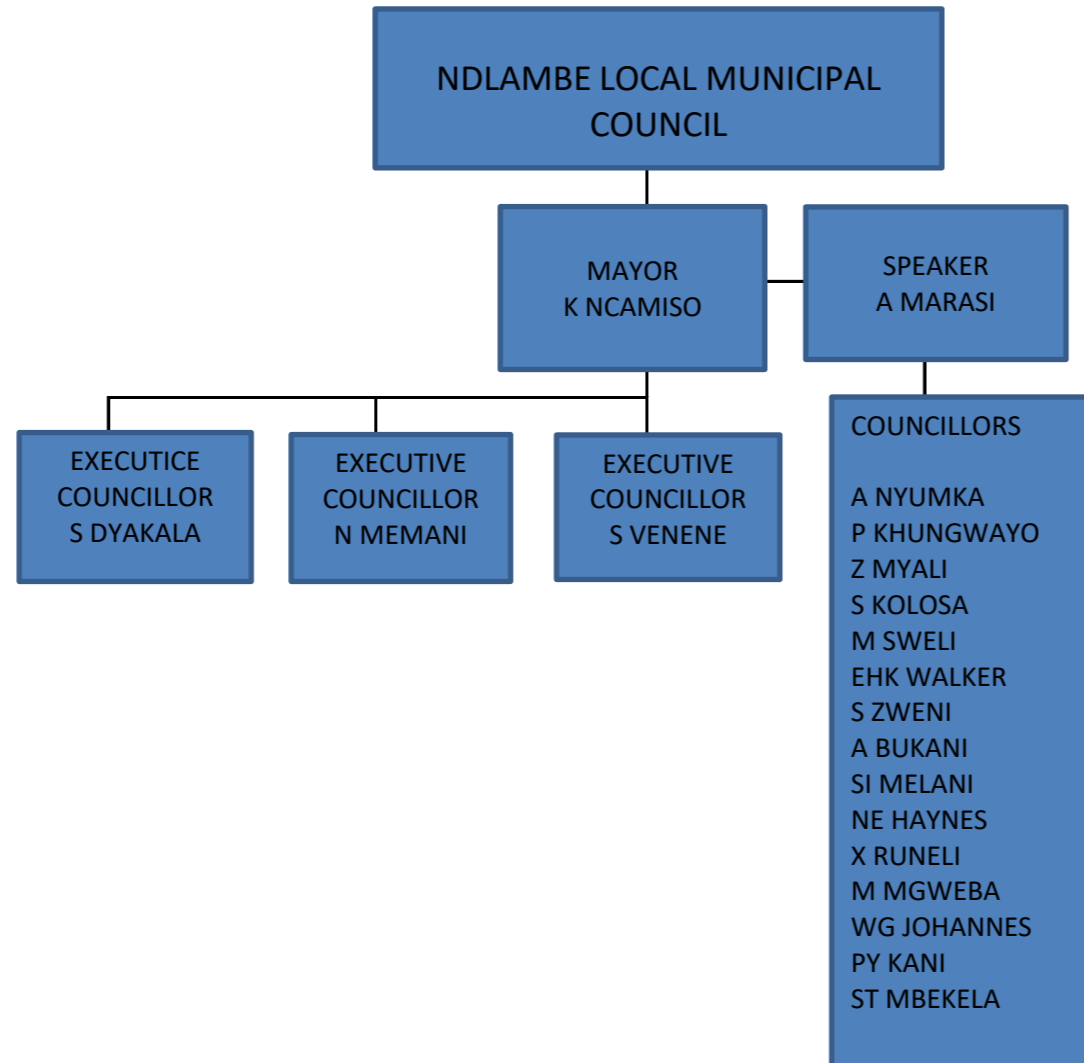 NDLAMBE LOCAL MUNICIPAL
COUNCIL
MAYOR
K NCAMISO
SPEAKER
A MARASI
EXECUTICE
COUNCILLOR
S DYAKALA
EXECUTIVE
COUNCILLOR
N MEMANI
EXECUTIVE
COUNCILLOR
S VENENE
COUNCILLORS
A NYUMKA
P KHUNGWAYO
Z MYALI
S KOLOSA
M SWELI
EHK WALKER
S ZWENI
A BUKANI
SI MELANI
NE HAYNES
X RUNELI
M MGWEBA
WG JOHANNES
PY KANI
ST MBEKELA